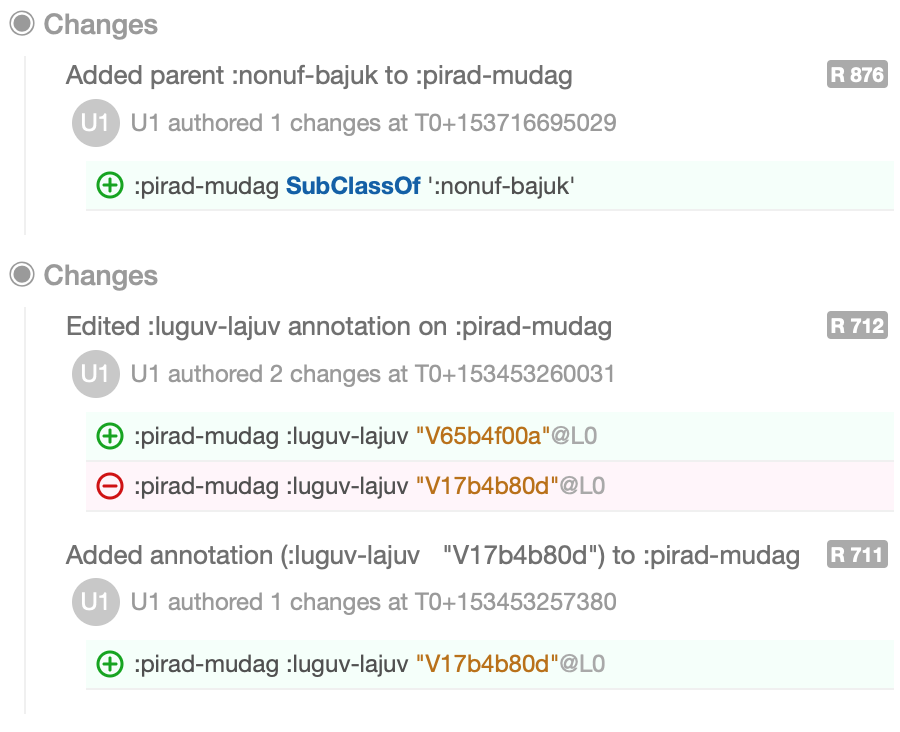 Changes
Added parent :nonuf-bajuk to :pirad-mudag R 876
U1 U1 authored 1 changes at T0+153716695029
:pirad-mudag SubClassOf ':nonuf-bajuk'
Changes
Edited :luguv-lajuv annotation on :pirad-mudag R 712
U1 U1 authored 2 changes at T0+153453260031
:pirad-mudag :luguv-lajuv "V65b4f00a"@L0
:pirad-mudag :luguv-lajuv "V17b4b80d"@L0
Added annotation (:luguv-lajuv "V17b4b80d") to :pirad-mudag R 711
U1 U1 authored 1 changes at T0+153453257380
:pirad-mudag :luguv-lajuv "V17b4b80d"@L0